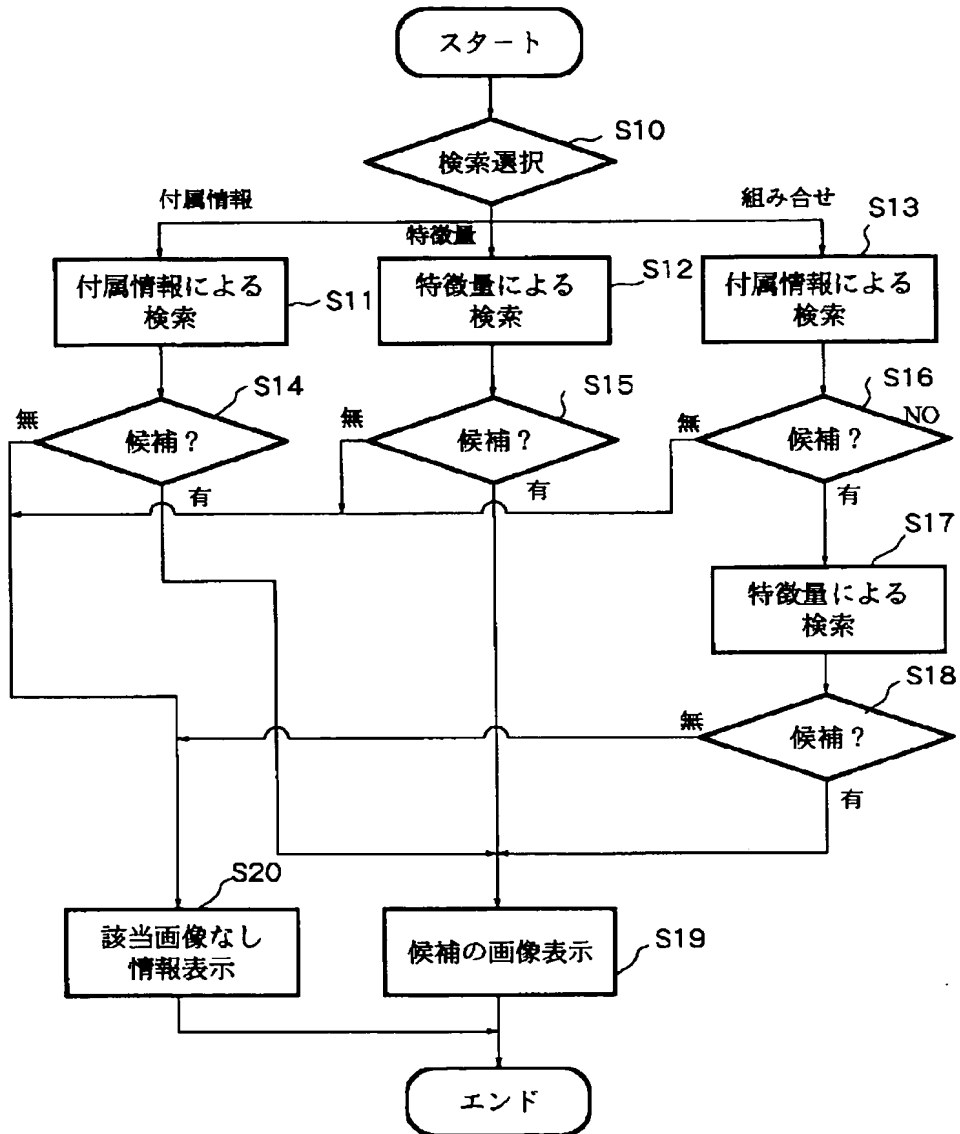 スタート
S10
検索選択
付属情報
特徴量
組み合せ
付属情報による
検索
S11
特徴量による
検索
S12
付属情報による
検索
S13
S14
無
候補？
有
S15
無
候補？
有
S16
無
候補？
NO
有
S17
特徴量による
検索
S18
無
候補？
有
S20
該当画像なし
情報表示
候補の画像表示
S19
エンド